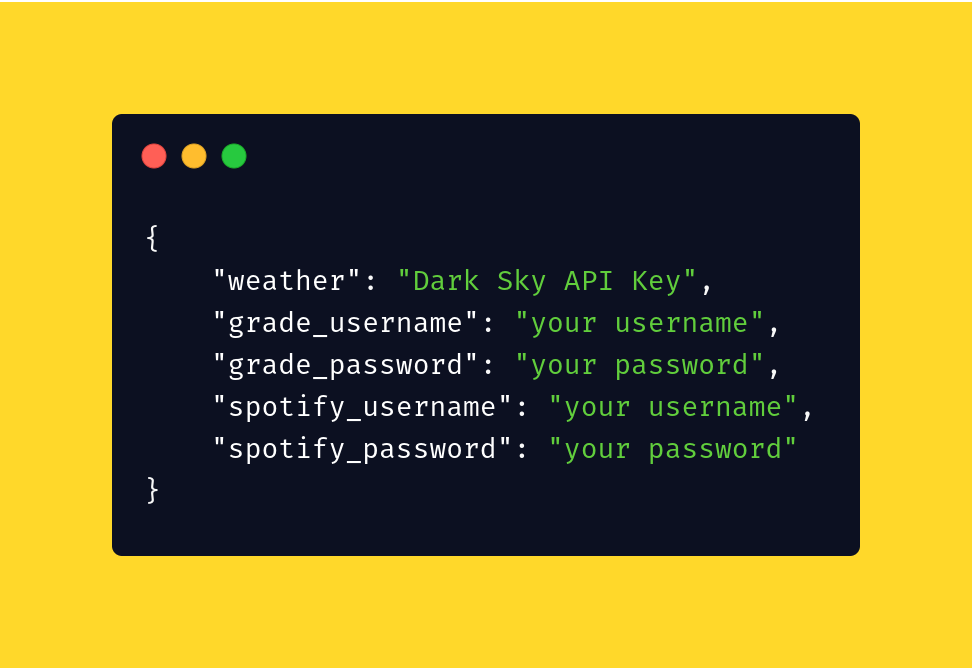 {
    "weather": "Dark Sky API Key",
    "grade_username": "your username",
    "grade_password": "your password",
    "spotify_username": "your username",
    "spotify_password": "your password"
}